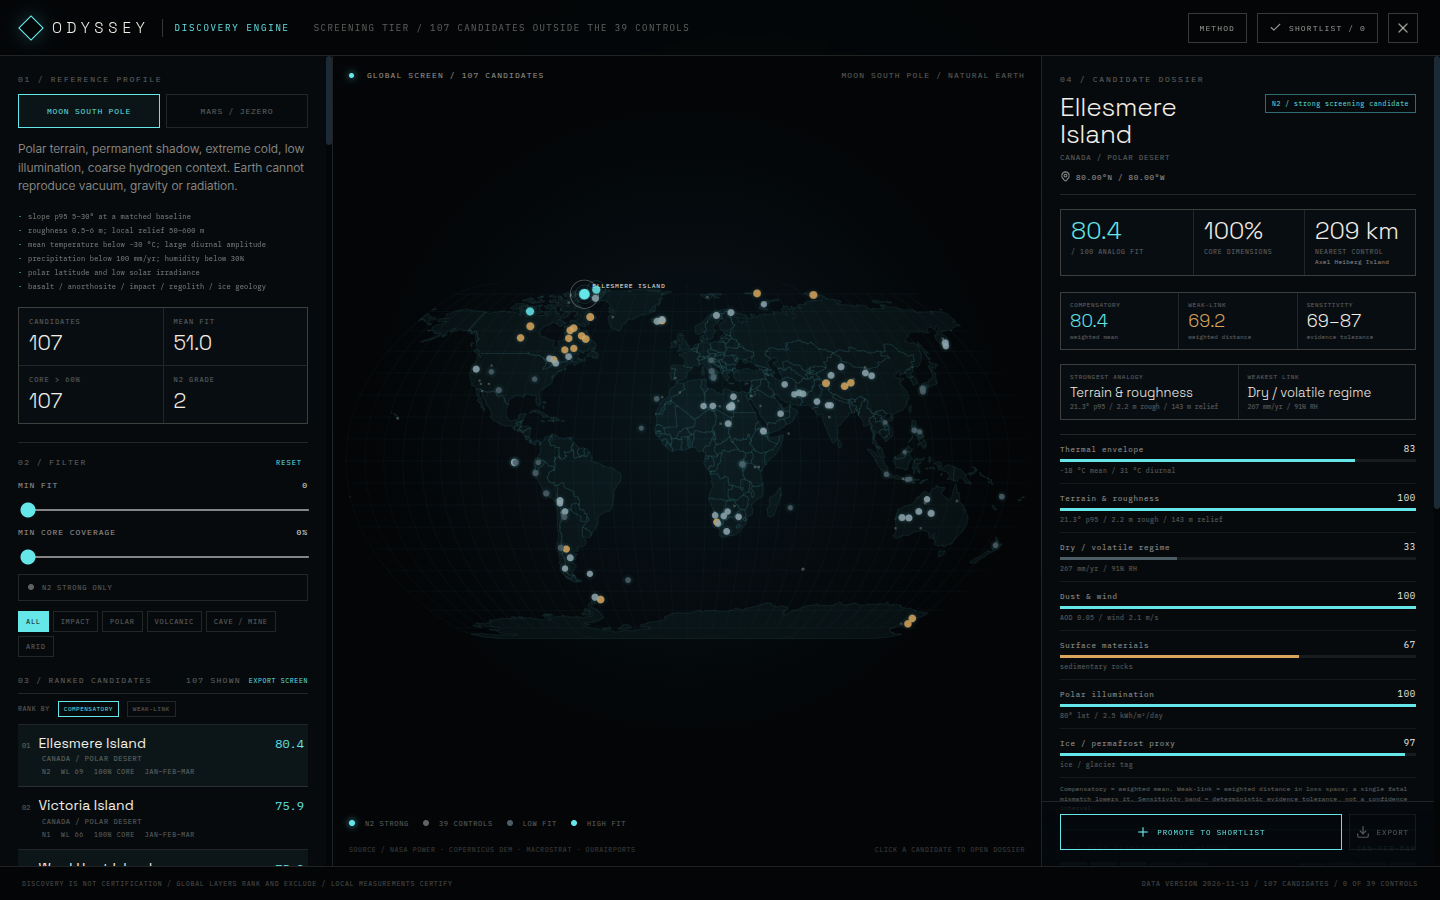 ODYSSEY
DISCOVERY ENGINE
SCREENING TIER / 107 CANDIDATES OUTSIDE THE 39 CONTROLS
METHOD
SHORTLIST / 0
01 / REFERENCE PROFILE
MOON SOUTH POLE
MARS / JEZERO
Polar terrain, permanent shadow, extreme cold, low
illumination, coarse hydrogen context. Earth cannot
reproduce vacuum, gravity or radiation.
- slope p95 5–30° at a matched baseline
- roughness 0.5–6 m; local relief 50–600 m
- mean temperature below -30 °C; large diurnal amplitude
- precipitation below 100 mm/yr; humidity below 30%
- polar latitude and low solar irradiance
- basalt / anorthosite / impact / regolith / ice geology
CANDIDATES
107
MEAN FIT
51.0
CORE > 60%
107
N2 GRADE
2
02 / FILTER
RESET
MIN FIT
0
MIN CORE COVERAGE
0%
N2 STRONG ONLY
ALL
IMPACT
POLAR
VOLCANIC
CAVE / MINE
ARID
03 / RANKED CANDIDATES
107 SHOWN
EXPORT SCREEN
RANK BY
COMPENSATORY
WEAK-LINK
01
Ellesmere Island
80.4
CANADA / POLAR DESERT
N2 WL 69 100% CORE JAN-FEB-MAR
02
Victoria Island
75.9
CANADA / POLAR DESERT
N1 WL 66 100% CORE JAN-FEB-MAR
GLOBAL SCREEN / 107 CANDIDATES
MOON SOUTH POLE / NATURAL EARTH
ELLESMERE ISLAND
N2 STRONG
39 CONTROLS
LOW FIT
HIGH FIT
SOURCE / NASA POWER · COPERNICUS DEM · MACROSTRAT · OURAIRPORTS
CLICK A CANDIDATE TO OPEN DOSSIER
04 / CANDIDATE DOSSIER
Ellesmere
Island
N2 / strong screening candidate
CANADA / POLAR DESERT
80.00°N / 80.00°W
80.4
/ 100 ANALOG FIT
100%
CORE DIMENSIONS
209 km
NEAREST CONTROL
Axel Heiberg Island
COMPENSATORY
80.4
weighted mean
WEAK-LINK
69.2
weighted distance
SENSITIVITY
69–87
evidence tolerance
STRONGEST ANALOGY
Terrain & roughness
21.3° p95 / 2.2 m rough / 143 m relief
WEAKEST LINK
Dry / volatile regime
267 mm/yr / 91% RH
Thermal envelope
83
-18 °C mean / 31 °C diurnal
Terrain & roughness
100
21.3° p95 / 2.2 m rough / 143 m relief
Dry / volatile regime
33
267 mm/yr / 91% RH
Dust & wind
100
AOD 0.05 / wind 2.1 m/s
Surface materials
67
sedimentary rocks
Polar illumination
100
80° lat / 2.5 kWh/m²/day
Ice / permafrost proxy
97
ice / glacier tag
Compensatory = weighted mean. Weak-link = weighted distance in loss space; a single fatal
mismatch lowers it. Sensitivity band = deterministic evidence tolerance, not a confidence
PROMOTE TO SHORTLIST
EXPORT
DISCOVERY IS NOT CERTIFICATION / GLOBAL LAYERS RANK AND EXCLUDE / LOCAL MEASUREMENTS CERTIFY
DATA VERSION 2026-11-13 / 107 CANDIDATES / 0 OF 39 CONTROLS